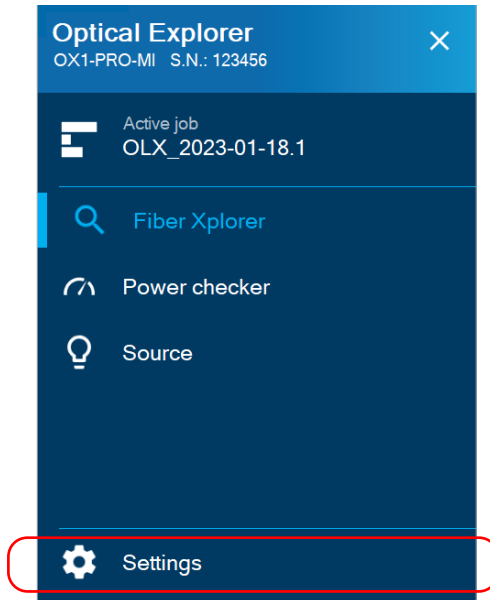 Optical Explorer
OX1-PRO-MI S.N.: 123456
Active job
OLX_2023-01-18.1
Fiber Xplorer
Power checker
Source
Settings